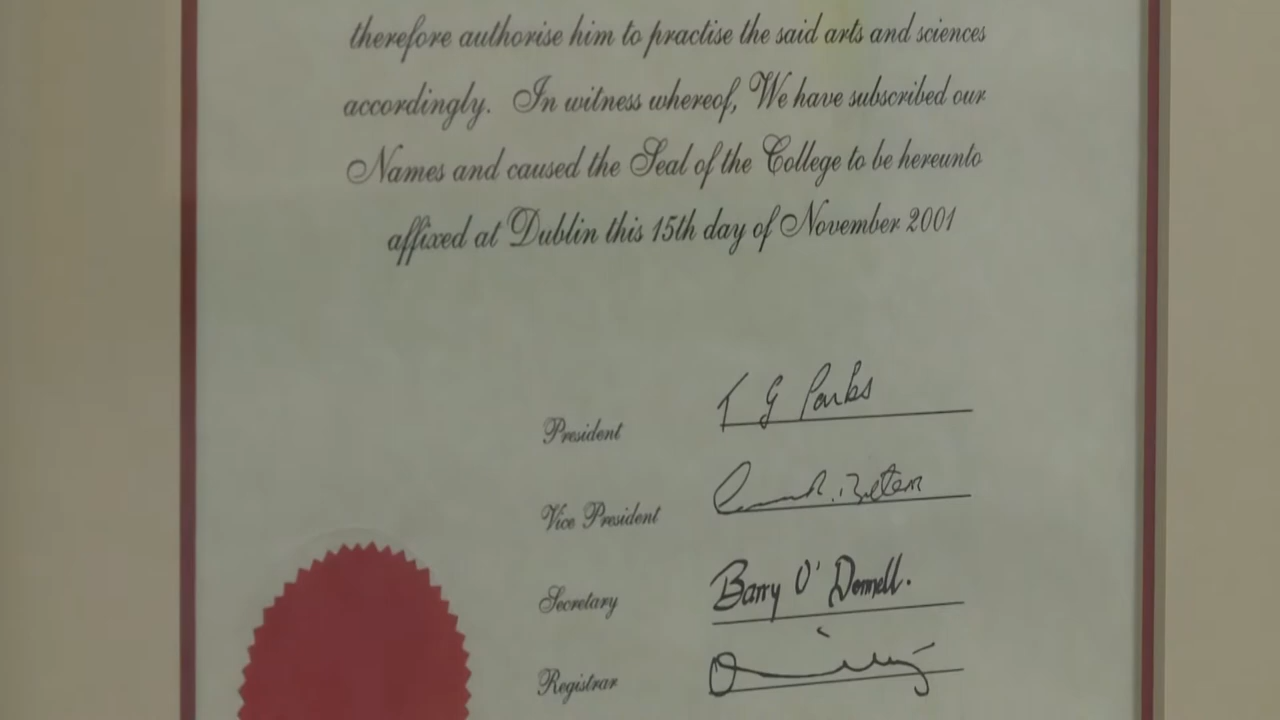 therefore authorise him to practise the said arts and sciences
accordingly. In witness whereof, We have subscribed our
Names and caused the Seal of the College to be hereunto
affixed at Dublin this 15th day of November 2001
President T G Parks
Vice President
Secretary Barry O' Donnell.
Registrar